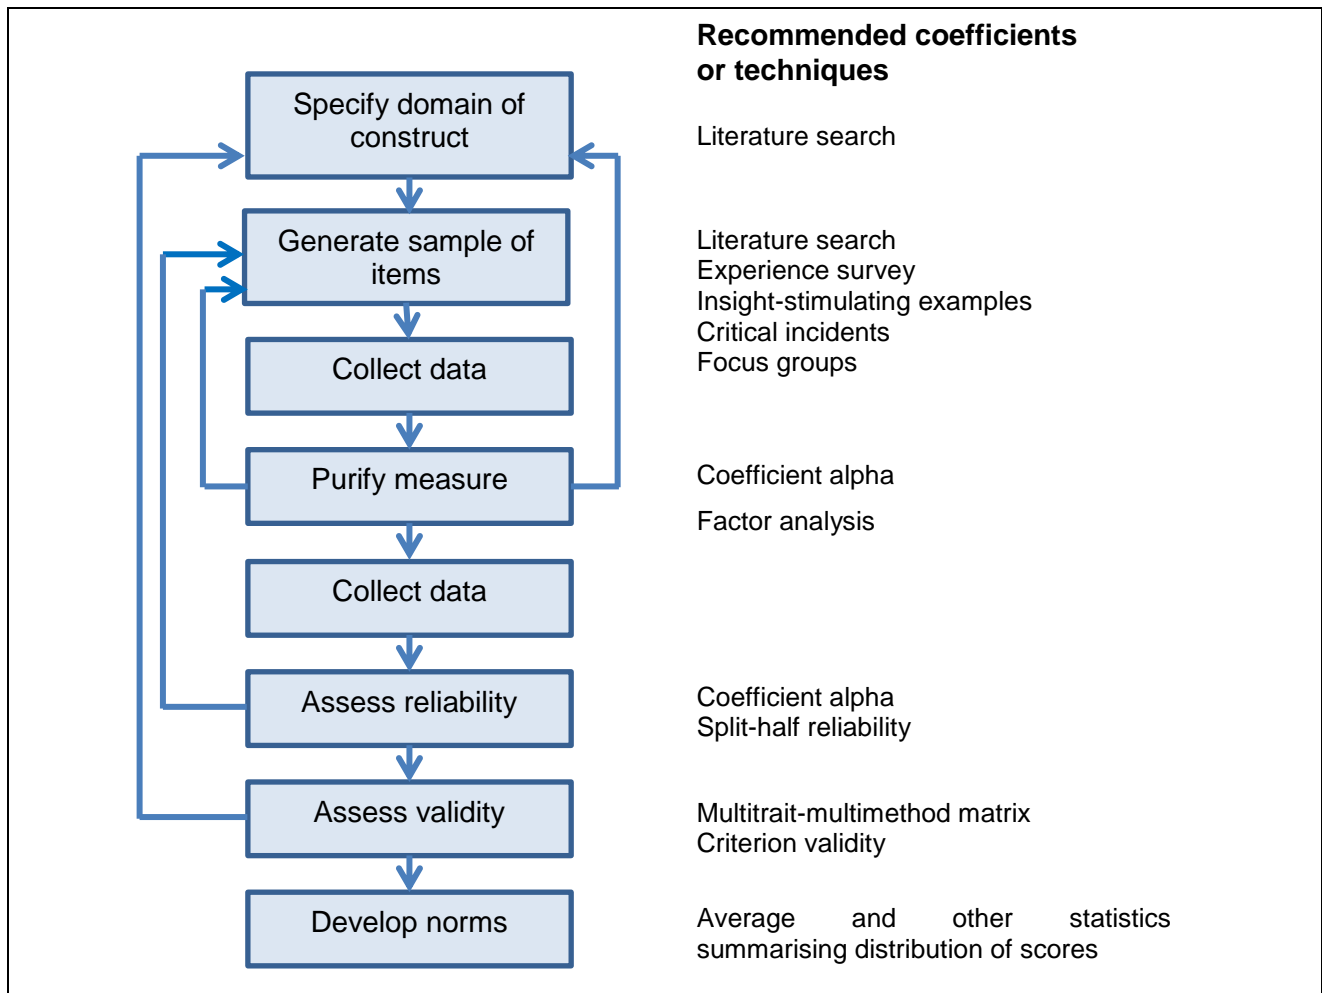 Recommended coefficients
or techniques
Specify domain of
construct
Literature search
Generate sample of
items
Literature search
Experience survey
Insight-stimulating examples
Critical incidents
Focus groups
Collect data
Purify measure
Coefficient alpha
Factor analysis
Collect data
Assess reliability
Coefficient alpha
Split-half reliability
Assess validity
Multitrait-multimethod matrix
Criterion validity
Develop norms
Average and other statistics
summarising distribution of scores